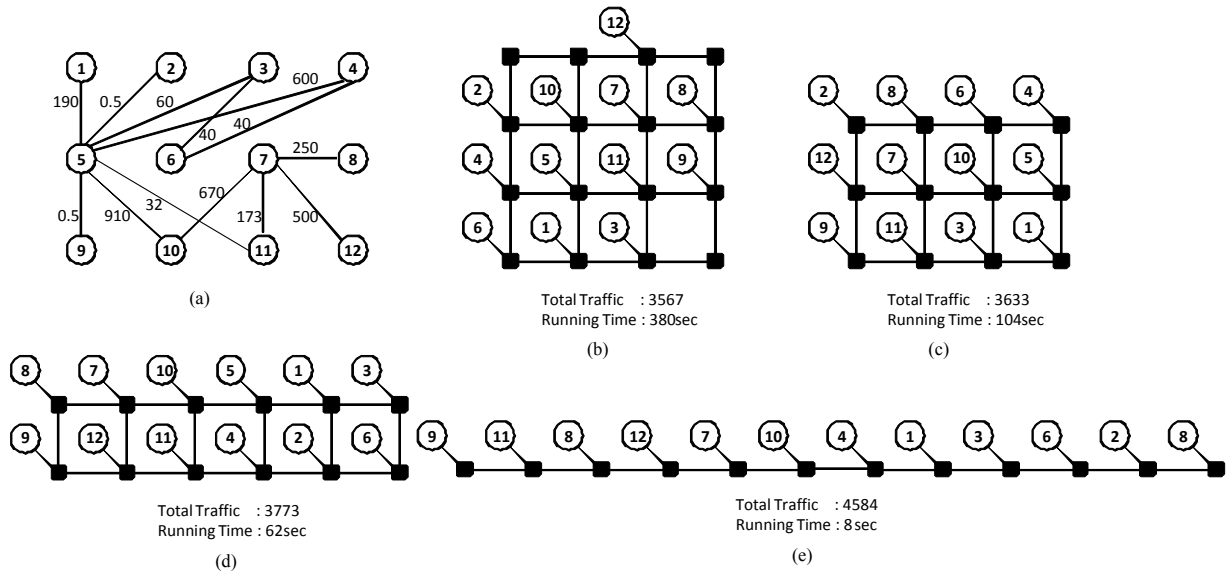 1 2 3 4
190 0.5 60 600
40 40
5 6 7 8
250
0.5 910 32 670 173 500
9 10 11 12
(a)
12
2 10 7 8
4 5 11 9
6 1 3
Total Traffic : 3567
Running Time : 380sec
(b)
2 8 6 4
12 7 10 5
9 11 3 1
Total Traffic : 3633
Running Time : 104sec
(c)
8 7 10 5 1 3
9 12 11 4 2 6
Total Traffic : 3773
Running Time : 62sec
(d)
9 11 8 12 7 10 4 1 3 6 2 8
Total Traffic : 4584
Running Time : 8sec
(e)